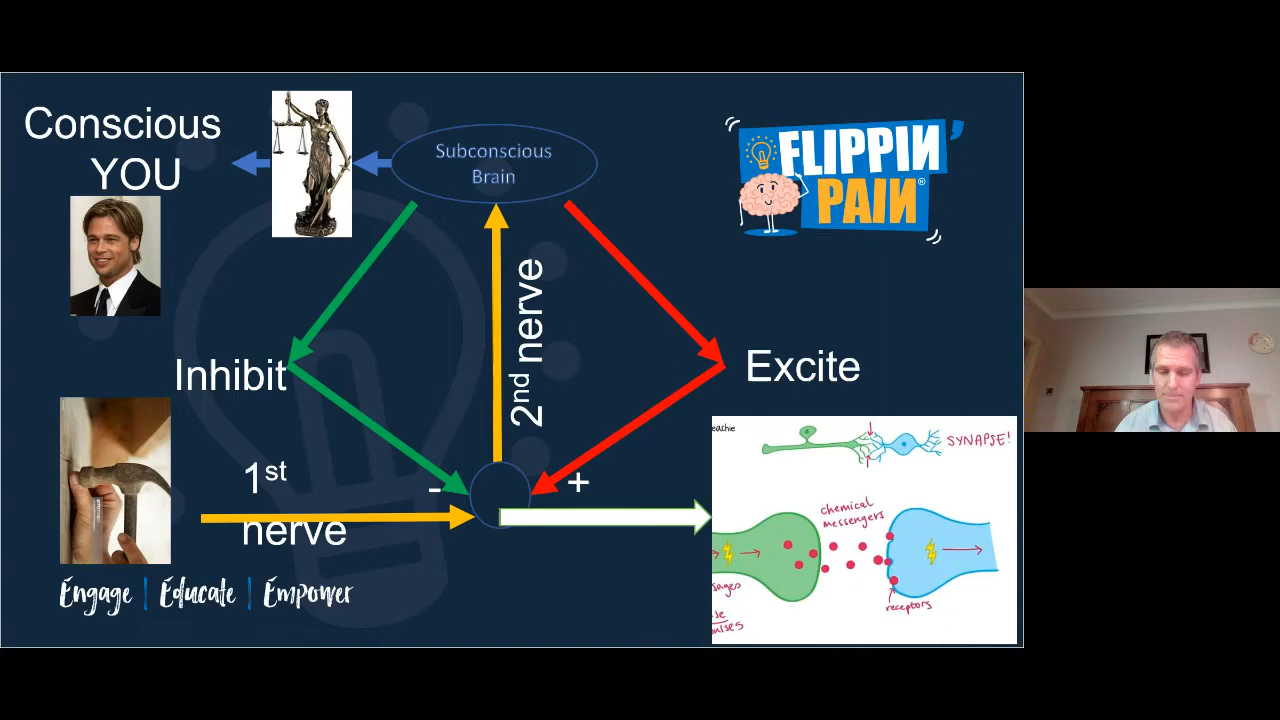 Conscious
YOU
Subconscious
Brain
FLIPPIN'
PAIN®
2nd nerve
Inhibit
Excite
1st
nerve
-
+
SYNAPSE!
chemical
messengers
receptors
Engage | Educate | Empower